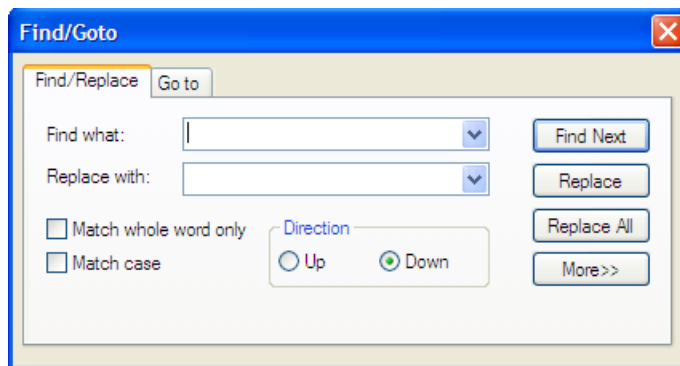 Find/Goto
Find/Replace Go to
Find what: Find Next
Replace with: Replace
Match whole word only Direction Replace All
Match case Up Down More>>